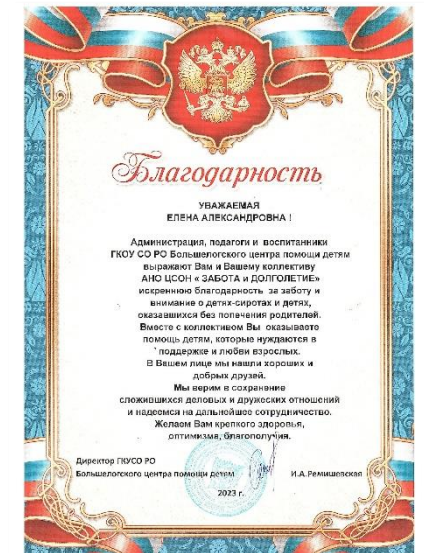 Благодарность
УВАЖАЕМАЯ
ЕЛЕНА АЛЕКСАНДРОВНА !
Администрация, педагоги и воспитанники
ГКОУ СО РО Большелогского центра помощи детям
выражают Вам и Вашему коллективу
АНО ЦСОН « ЗАБОТА и ДОЛГОЛЕТИЕ»
искреннюю благодарность за заботу и
внимание о детях-сиротах и детях,
оказавшихся без попечения родителей.
Вместе с коллективом Вы оказываете
помощь детям, которые нуждаются в
поддержке и любви взрослых.
В Вашем лице мы нашли хороших и
добрых друзей.
Мы верим в сохранение
сложившихся деловых и дружеских отношений
и надеемся на дальнейшее сотрудничество.
Желаем Вам крепкого здоровья,
оптимизма, благополучия.
Директор ГКУСО РО
Большелогского центра помощи детям И.А.Ремишевская
2023 г.